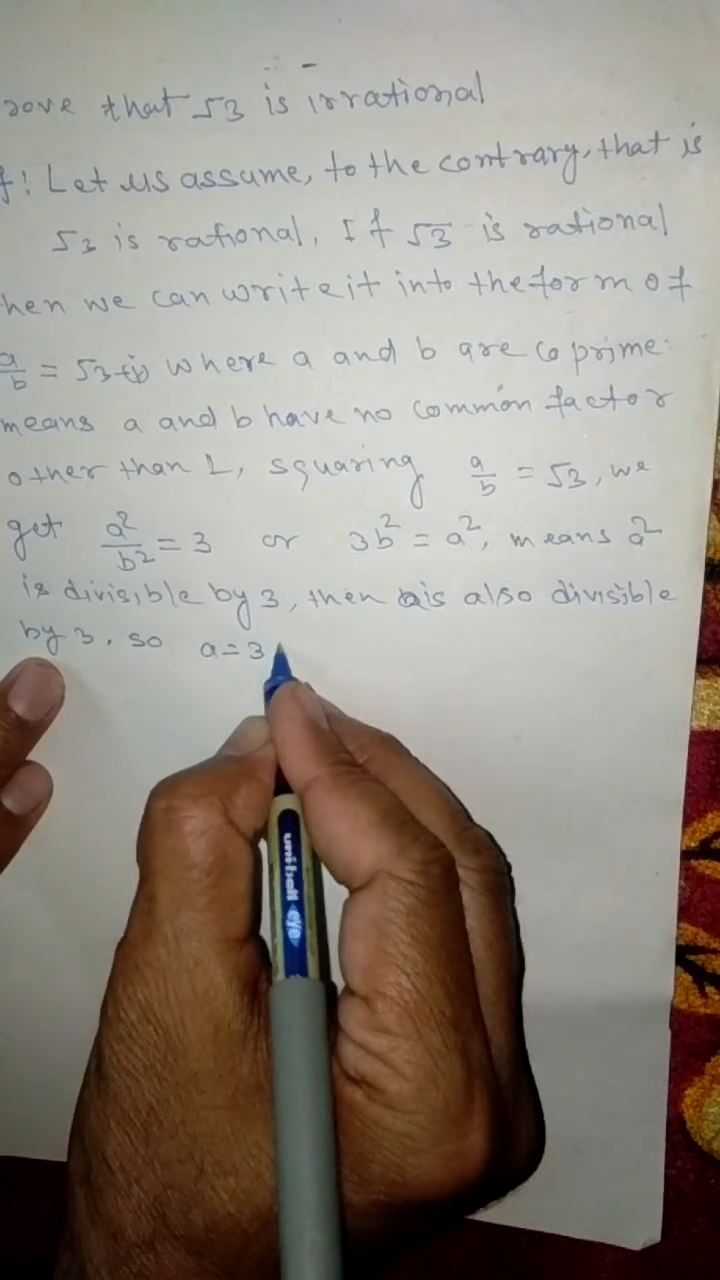 rove that √3 is irrational
f: Let us assume, to the contrary, that is
√3 is rational. If √3 is rational
hen we can write it into the form of
a/b = √3-(i) where a and b are co prime.
means a and b have no common factor
other than 1, squaring a/b = √3, we
get a²/b² = 3 or 3b² = a², means a²
is divisible by 3, then a is also divisible
by 3. so a = 3
uni-ball eye